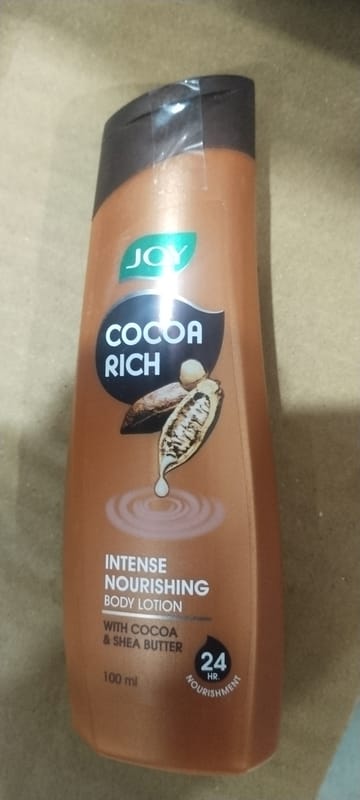 JOY
COCOA
RICH
INTENSE
NOURISHING
BODY LOTION
WITH COCOA
& SHEA BUTTER
24
HR.
NOURISHMENT
100 ml